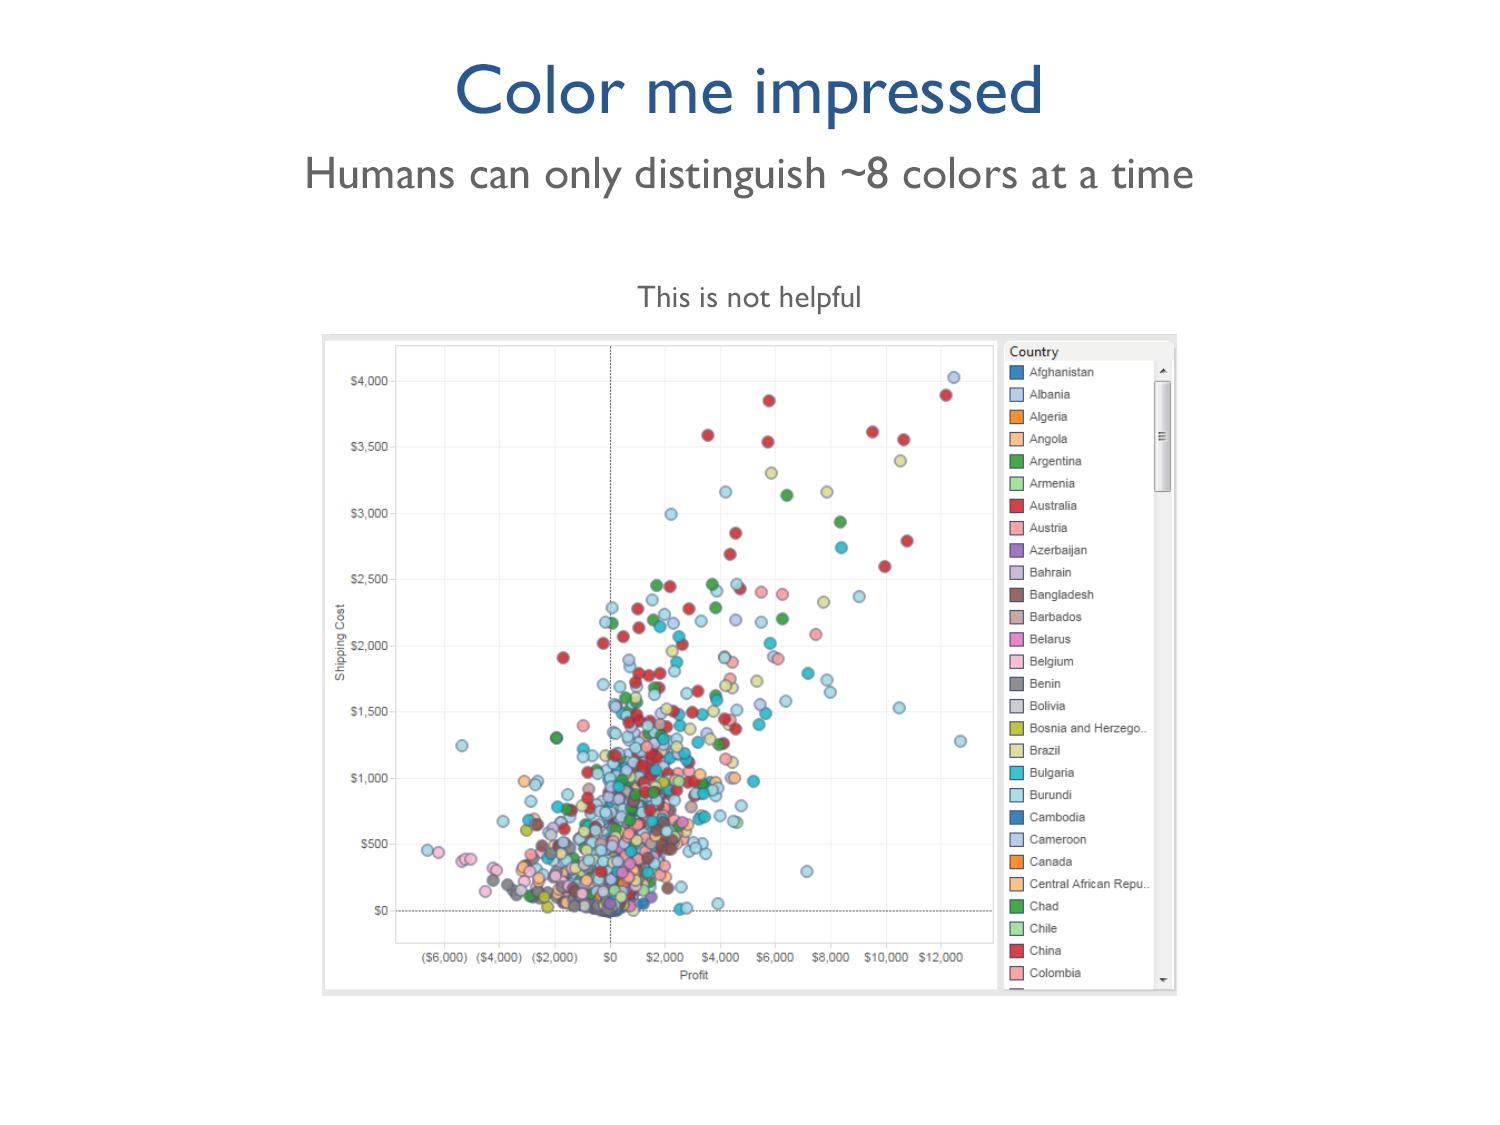 Color me impressed
Humans can only distinguish ~8 colors at a time
This is not helpful
$4,000
$3,500
$3,000
$2,500
$2,000
$1,500
$1,000
$500
$0
Shipping Cost
($6,000) ($4,000) ($2,000) $0 $2,000 $4,000 $6,000 $8,000 $10,000 $12,000
Profit
Country
Afghanistan
Albania
Algeria
Angola
Argentina
Armenia
Australia
Austria
Azerbaijan
Bahrain
Bangladesh
Barbados
Belarus
Belgium
Benin
Bolivia
Bosnia and Herzego..
Brazil
Bulgaria
Burundi
Cambodia
Cameroon
Canada
Central African Repu..
Chad
Chile
China
Colombia